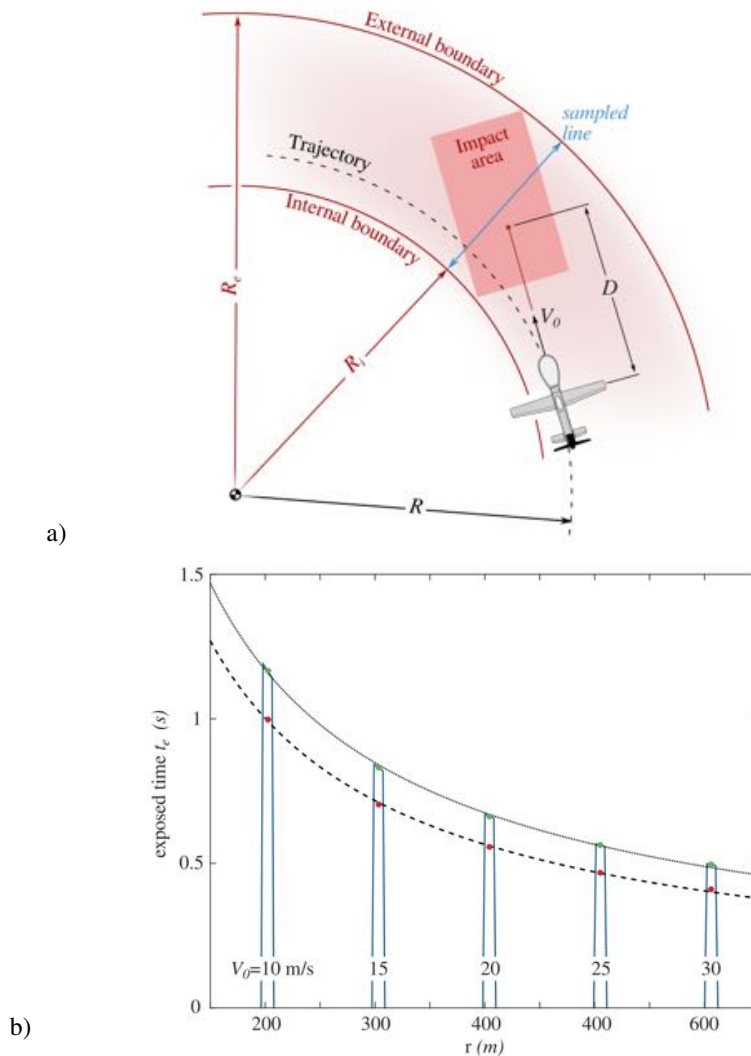 External boundary
sampled
line
Impact
area
Trajectory
Internal boundary
R_e
R_i
D
V_0
R
a)
1.5
1
0.5
0
exposed time t_e (s)
V_0=10 m/s
15
20
25
30
200
300
400
400
600
r (m)
b)